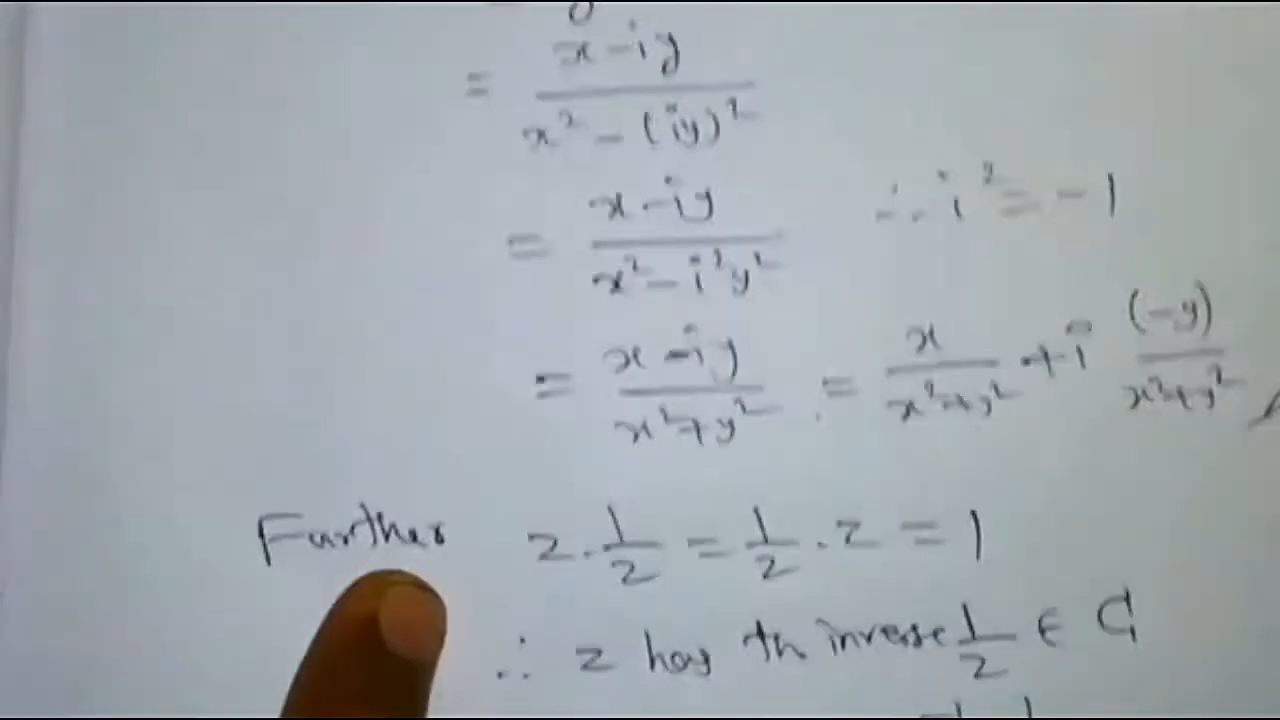 = x - iy / x² - (iy)²
= x - iy / x² - i²y² ∴ i² = -1
= x - iy / x² + y² = x / x² + y² + i (-y) / x² + y²
Further z · 1/z = 1/z · z = 1
∴ z has th inverse 1/z ∈ G